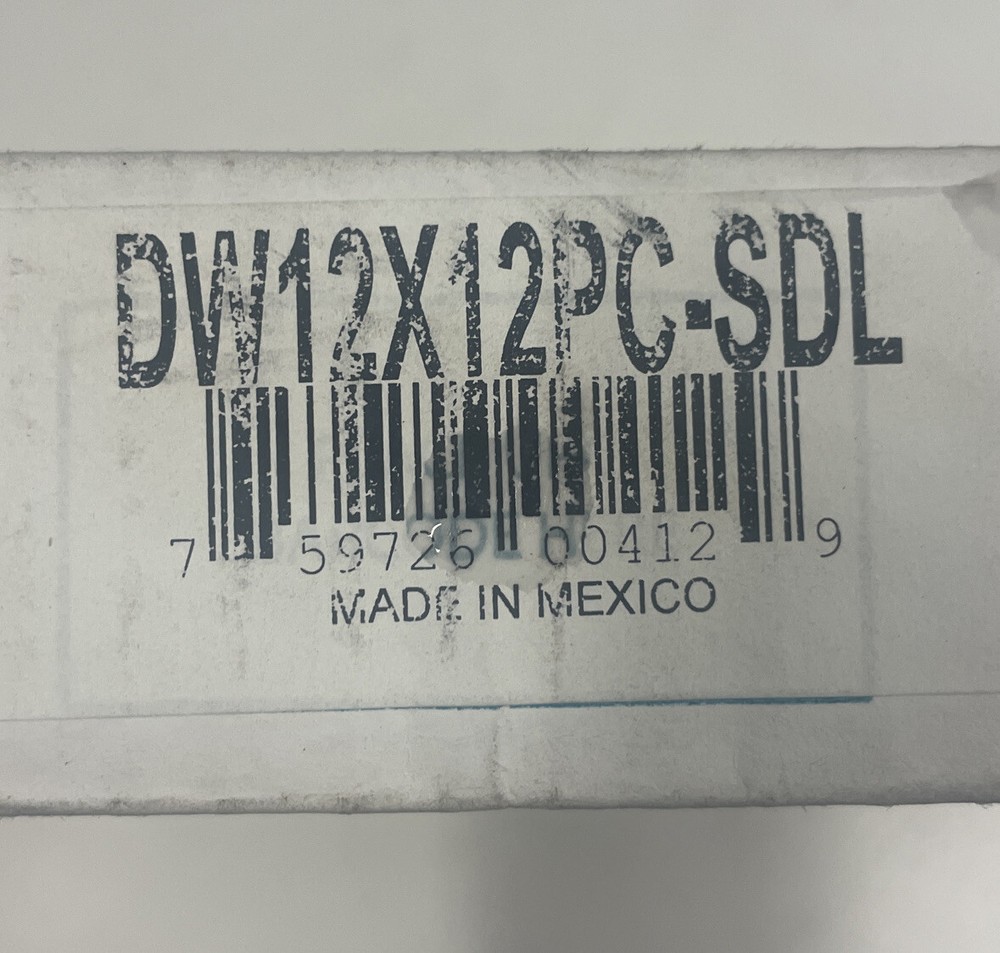 DW12X12PC-SDL
7 59726 00412 9
MADE IN MEXICO